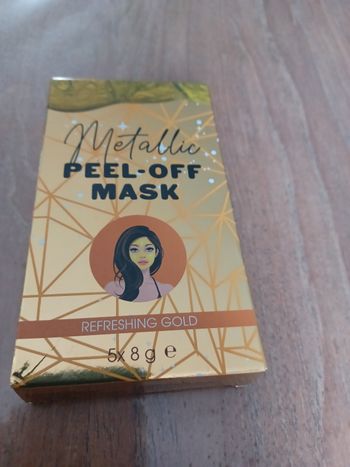 Metallic
PEEL-OFF
MASK
REFRESHING GOLD
5x 8 g ℮